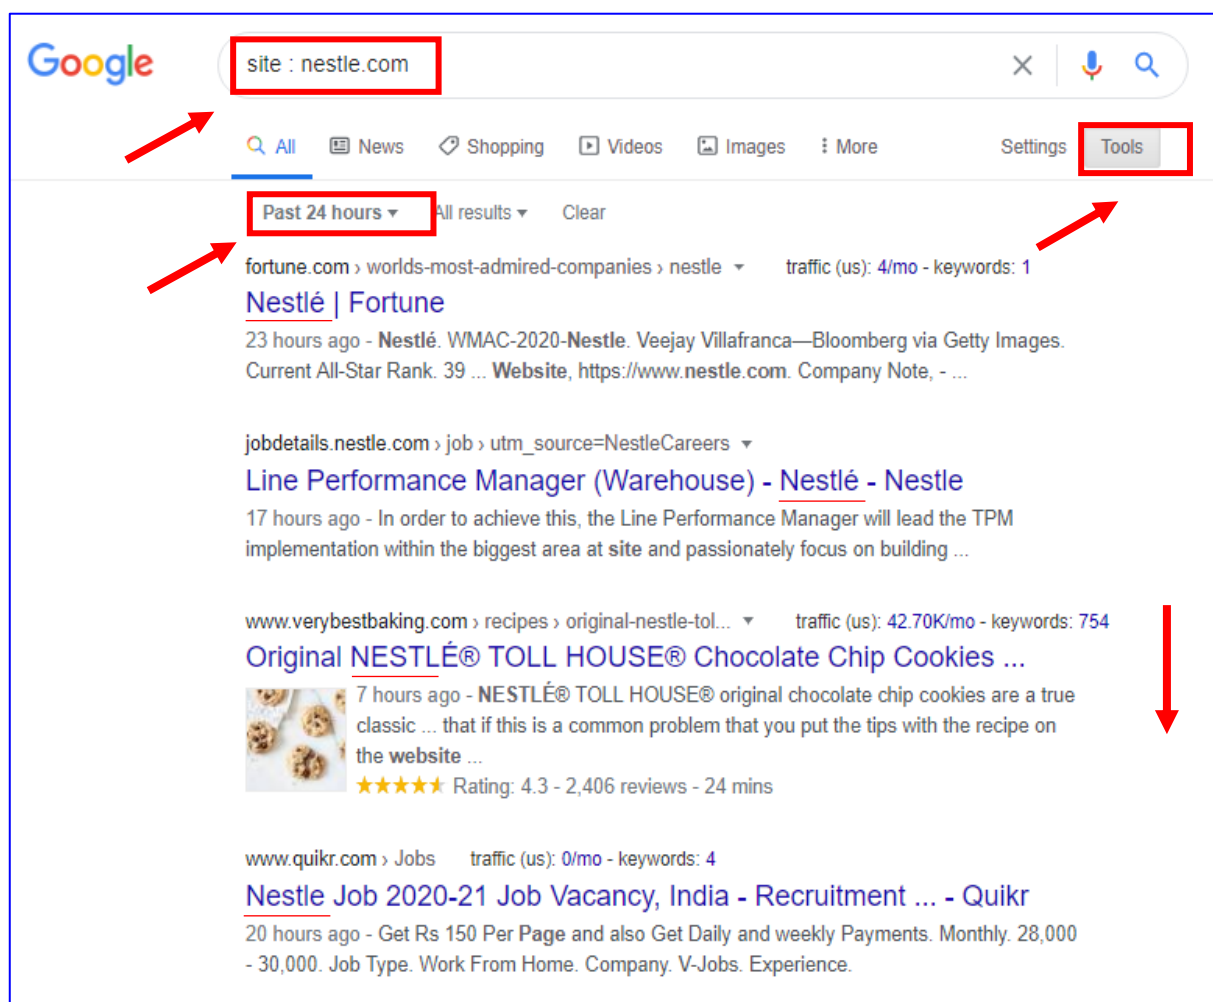 Google
site : nestle.com
All News Shopping Videos Images More Settings Tools
Past 24 hours All results Clear
fortune.com › worlds-most-admired-companies › nestle traffic (us): 4/mo - keywords: 1
Nestlé | Fortune
23 hours ago - Nestlé. WMAC-2020-Nestle. Veejay Villafranca—Bloomberg via Getty Images.
Current All-Star Rank. 39 ... Website, https://www.nestle.com. Company Note, - ...
jobdetails.nestle.com › job › utm_source=NestleCareers
Line Performance Manager (Warehouse) - Nestlé - Nestle
17 hours ago - In order to achieve this, the Line Performance Manager will lead the TPM
implementation within the biggest area at site and passionately focus on building ...
www.verybestbaking.com › recipes › original-nestle-tol... traffic (us): 42.70K/mo - keywords: 754
Original NESTLÉ® TOLL HOUSE® Chocolate Chip Cookies ...
7 hours ago - NESTLÉ® TOLL HOUSE® original chocolate chip cookies are a true
classic ... that if this is a common problem that you put the tips with the recipe on
the website ...
Rating: 4.3 - 2,406 reviews - 24 mins
www.quikr.com › Jobs traffic (us): 0/mo - keywords: 4
Nestle Job 2020-21 Job Vacancy, India - Recruitment ... - Quikr
20 hours ago - Get Rs 150 Per Page and also Get Daily and weekly Payments. Monthly. 28,000
- 30,000. Job Type. Work From Home. Company. V-Jobs. Experience.